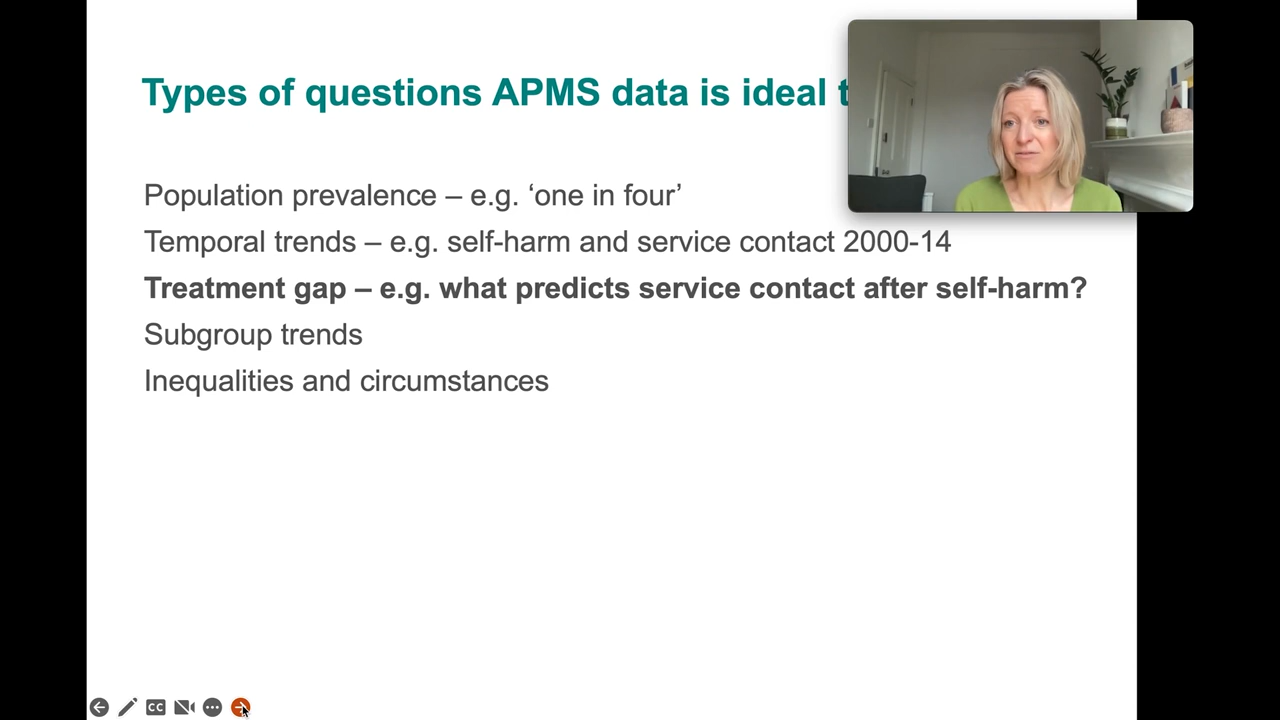 Types of questions APMS data is ideal
Population prevalence – e.g. ‘one in four’
Temporal trends – e.g. self-harm and service contact 2000-14
Treatment gap – e.g. what predicts service contact after self-harm?
Subgroup trends
Inequalities and circumstances
CC